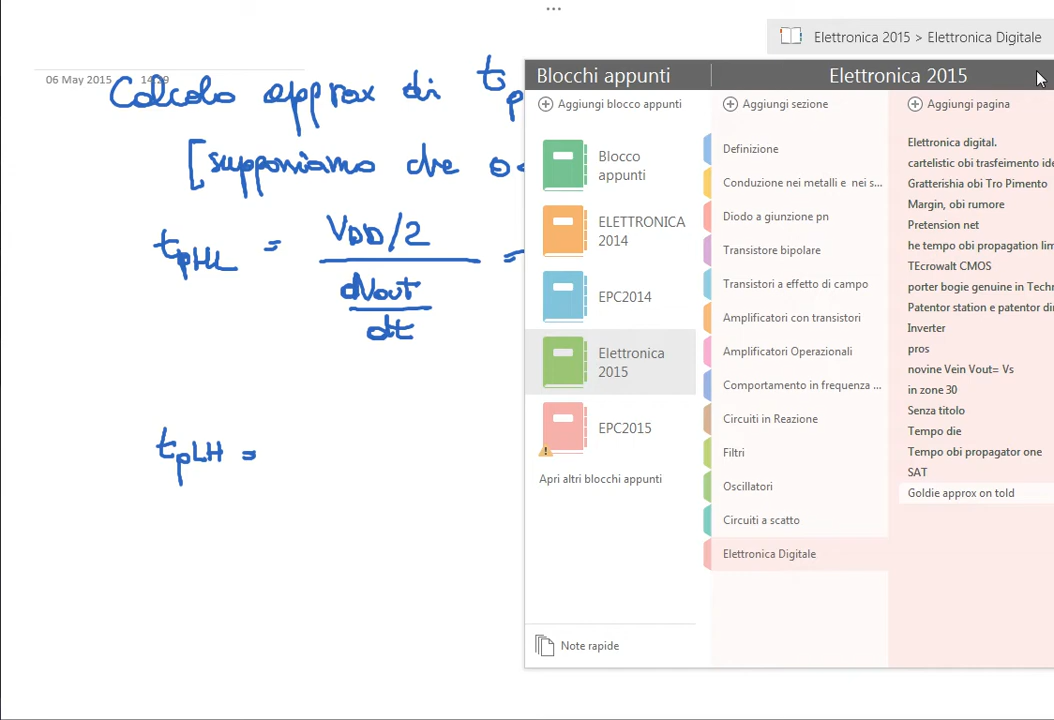 Elettronica 2015 > Elettronica Digitale
06 May 2015 14:29
Calcolo approx di tp
[supponiamo che
tpHL = VDD/2 =
dVout
dt
tpLH =
Blocchi appunti
Aggiungi blocco appunti
Blocco appunti
ELETTRONICA 2014
EPC2014
Elettronica 2015
EPC2015
Apri altri blocchi appunti
Note rapide
Elettronica 2015
Aggiungi sezione
Definizione
Conduzione nei metalli e nei s...
Diodo a giunzione pn
Transistore bipolare
Transistori a effetto di campo
Amplificatori con transistori
Amplificatori Operazionali
Comportamento in frequenza ...
Circuiti in Reazione
Filtri
Oscillatori
Circuiti a scatto
Elettronica Digitale
Aggiungi pagina
Elettronica digital.
cartelistic obi trasfeimento ide
Gratterishia obi Tro Pimento
Margin, obi rumore
Pretension net
he tempo obi propagation lim
TEcrowalt CMOS
porter bogie genuine in Techn
Patentor station e patentor di
Inverter
pros
novine Vein Vout= Vs
in zone 30
Senza titolo
Tempo die
Tempo obi propagator one
SAT
Goldie approx on told